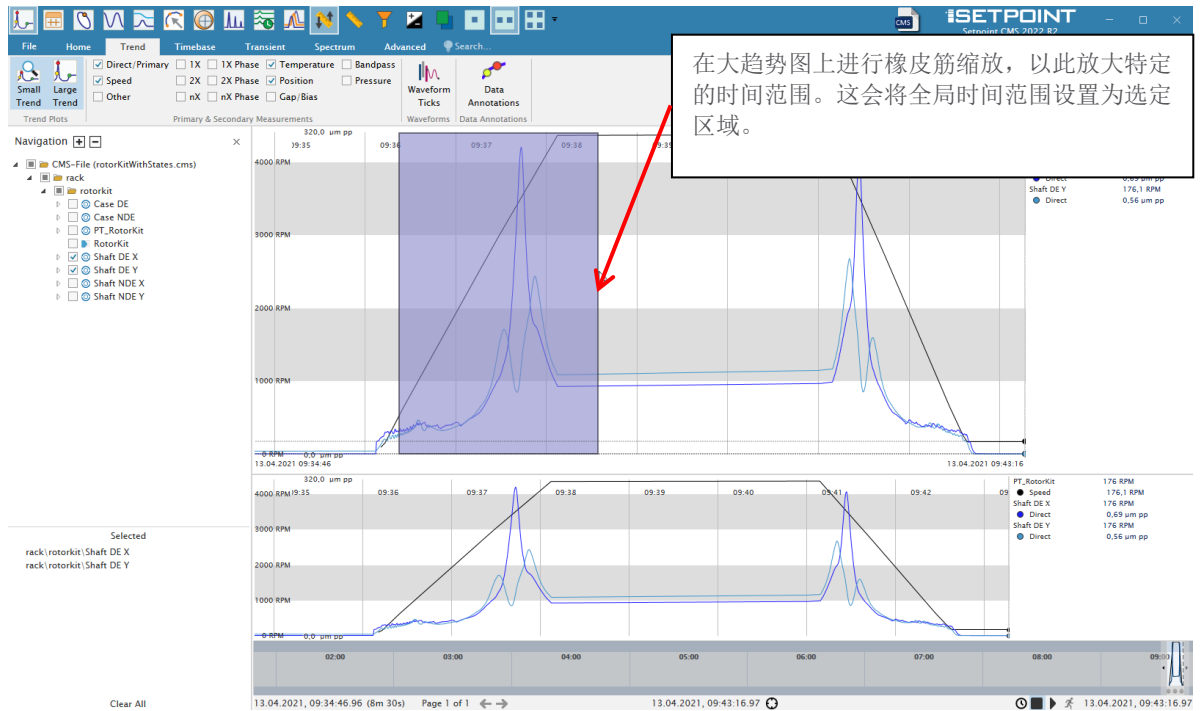 CMS
SETPOINT
Setpoint CMS 2022 R2
File Home Trend Timebase Transient Spectrum Advanced Search...
Small Trend
Large Trend
Trend Plots
Direct/Primary 1X 1X Phase Temperature Bandpass
Speed 2X 2X Phase Position Pressure
Other nX nX Phase Gap/Bias
Primary & Secondary Measurements
Waveform Ticks
Waveforms
Data Annotations
Data Annotations
在大趋势图上进行橡皮筋缩放，以此放大特定
的时间范围。这会将全局时间范围设置为选定
区域。
Navigation
CMS-File (rotorKitWithStates.cms)
rack
rotorkit
Case DE
Case NDE
PT_RotorKit
RotorKit
Shaft DE X
Shaft DE Y
Shaft NDE X
Shaft NDE Y
Selected
rack\rotorkit\Shaft DE X
rack\rotorkit\Shaft DE Y
Clear All
320,0 µm pp
09:35 09:36 09:37 09:38 09:39
4000 RPM
3000 RPM
2000 RPM
1000 RPM
0 RPM 0,0 µm pp
13.04.2021 09:34:46 13.04.2021 09:43:16
Direct 0,69 µm pp
Shaft DE Y 176,1 RPM
Direct 0,56 µm pp
320,0 µm pp
4000 RPM 09:35 09:36 09:37 09:38 09:39 09:40 09:41 09:42 09
3000 RPM
2000 RPM
1000 RPM
0 RPM 0,0 µm pp
PT_RotorKit 176 RPM
Speed 176,1 RPM
Shaft DE X 176 RPM
Direct 0,69 µm pp
Shaft DE Y 176 RPM
Direct 0,56 µm pp
02:00 03:00 04:00 05:00 06:00 07:00 08:00 09:00
13.04.2021, 09:34:46.96 (8m 30s) Page 1 of 1 13.04.2021, 09:43:16.97 13.04.2021, 09:43:16.97